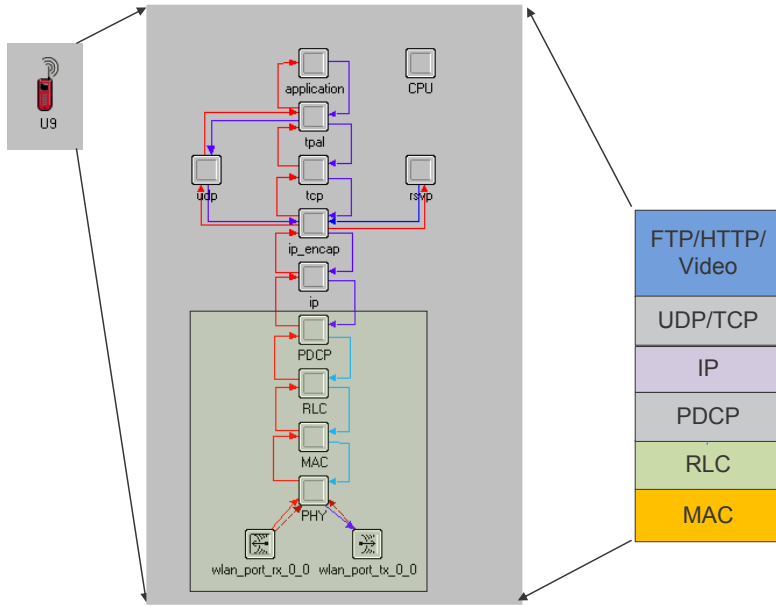 U9
application
CPU
tpal
udp
tcp
rsvp
ip_encap
ip
PDCP
RLC
MAC
PHY
wlan_port_rx_0_0
wlan_port_tx_0_0
FTP/HTTP/
Video
UDP/TCP
IP
PDCP
RLC
MAC